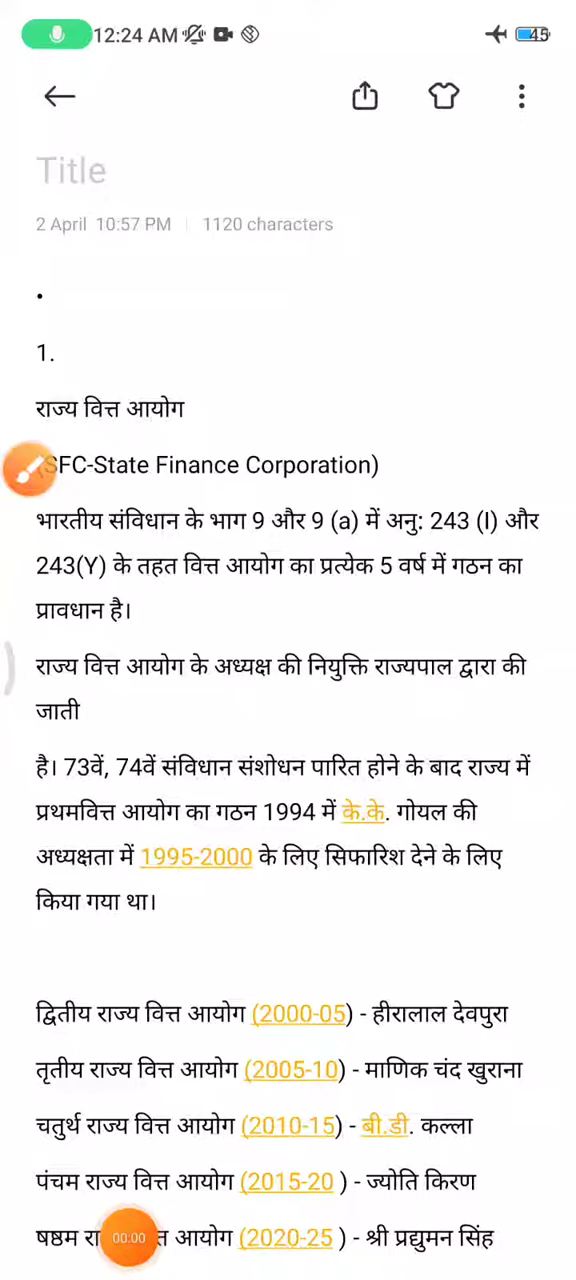 12:24 AM
45
Title
2 April 10:57 PM | 1120 characters
.
1.
राज्य वित्त आयोग
SFC-State Finance Corporation)
भारतीय संविधान के भाग 9 और 9 (a) में अनु: 243 (I) और
243(Y) के तहत वित्त आयोग का प्रत्येक 5 वर्ष में गठन का
प्रावधान है।
राज्य वित्त आयोग के अध्यक्ष की नियुक्ति राज्यपाल द्वारा की
जाती
है। 73वें, 74वें संविधान संशोधन पारित होने के बाद राज्य में
प्रथमवित्त आयोग का गठन 1994 में के.के. गोयल की
अध्यक्षता में 1995-2000 के लिए सिफारिश देने के लिए
किया गया था।
द्वितीय राज्य वित्त आयोग (2000-05) - हीरालाल देवपुरा
तृतीय राज्य वित्त आयोग (2005-10) - माणिक चंद खुराना
चतुर्थ राज्य वित्त आयोग (2010-15) - बी.डी. कल्ला
पंचम राज्य वित्त आयोग (2015-20 ) - ज्योति किरण
षष्ठम 00:00 आयोग (2020-25 ) - श्री प्रद्युमन सिंह